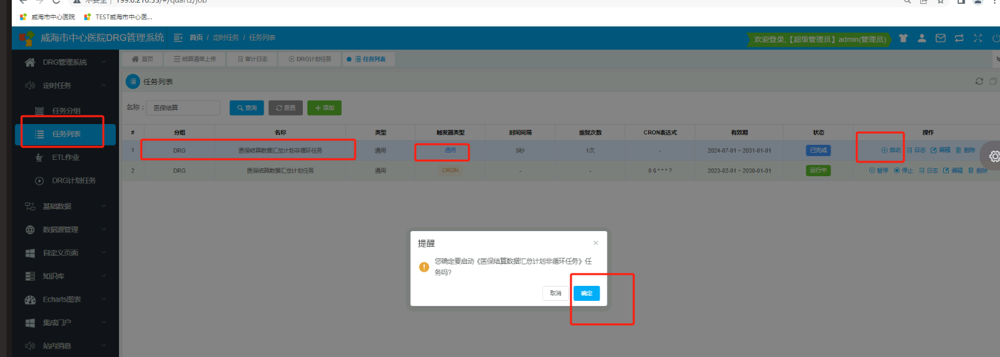 不安全 | 199.0.210.55/#/quartz/job
威海市中心医院 TEST威海市中心医...
威海市中心医院DRG管理系统 首页 / 定时任务 / 任务列表 欢迎登录,【超级管理员】admin(管理员)
首页 结算清单上传 审计日志 DRG计划任务 任务列表
DRG管理系统
定时任务
任务分组
任务列表
ETL作业
DRG计划任务
基础数据
数据源管理
自定义页面
知识库
Echarts图表
集成门户
站内消息
任务列表
名称： 医保结算 查询 重置 添加
# 分组 名称 类型 触发器类型 时间间隔 重复次数 CRON表达式 有效期 状态 操作
1 DRG 医保结算数据汇总计划非循环任务 通用 通用 5秒 1次 - 2024-07-01 ~ 2031-01-01 已完成 启动 日志 编辑 删除
2 DRG 医保结算数据汇总计划任务 通用 CRON - - 0 6 * * * ? 2023-02-01 ~ 2030-01-01 运行中 暂停 停止 日志 编辑 删除
提醒
您确定要启动《医保结算数据汇总计划非循环任务》任
务吗?
取消 确定